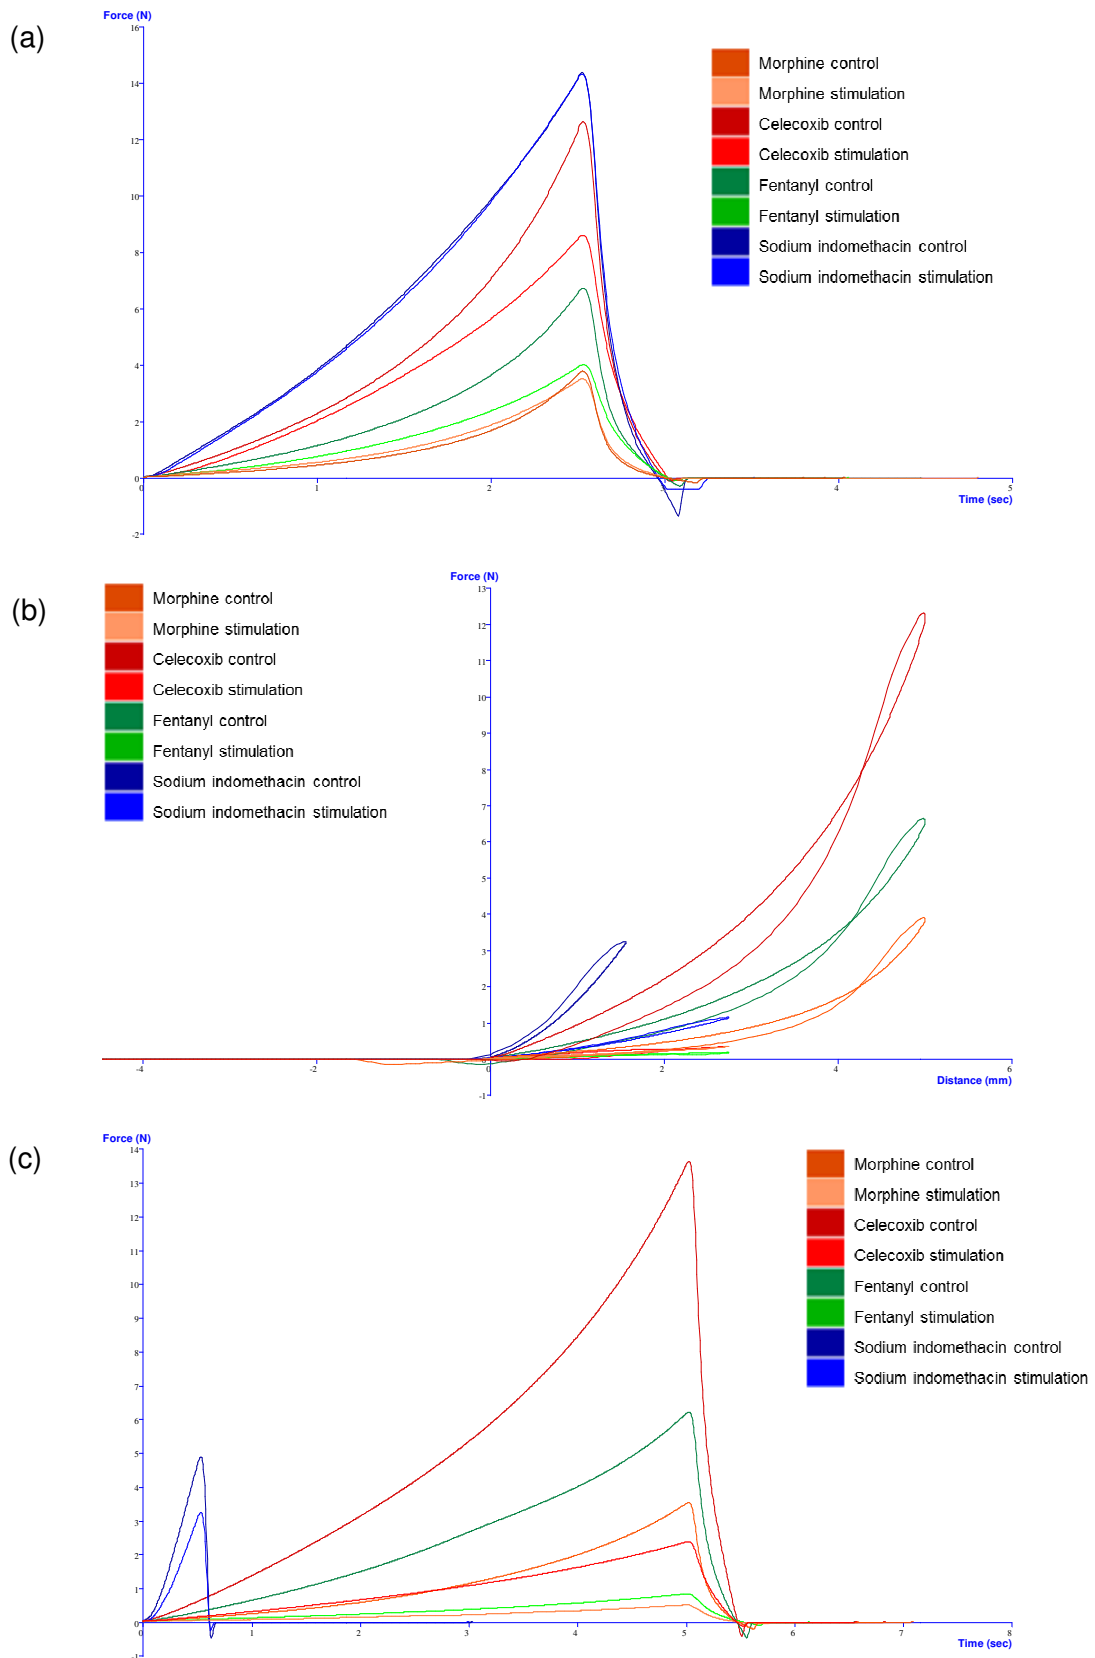 (a)
Force (N)
16
14
12
10
8
6
4
2
0
-2
0 1 2 3 4 5
Time (sec)
Morphine control
Morphine stimulation
Celecoxib control
Celecoxib stimulation
Fentanyl control
Fentanyl stimulation
Sodium indomethacin control
Sodium indomethacin stimulation
(b)
Morphine control
Morphine stimulation
Celecoxib control
Celecoxib stimulation
Fentanyl control
Fentanyl stimulation
Sodium indomethacin control
Sodium indomethacin stimulation
Force (N)
13
12
11
10
9
8
7
6
5
4
3
2
1
0
-1
-4 -2 0 2 4 6
Distance (mm)
(c)
Force (N)
14
13
12
11
10
9
8
7
6
5
4
3
2
1
0
-1
0 1 2 3 4 5 6 7 8
Time (sec)
Morphine control
Morphine stimulation
Celecoxib control
Celecoxib stimulation
Fentanyl control
Fentanyl stimulation
Sodium indomethacin control
Sodium indomethacin stimulation